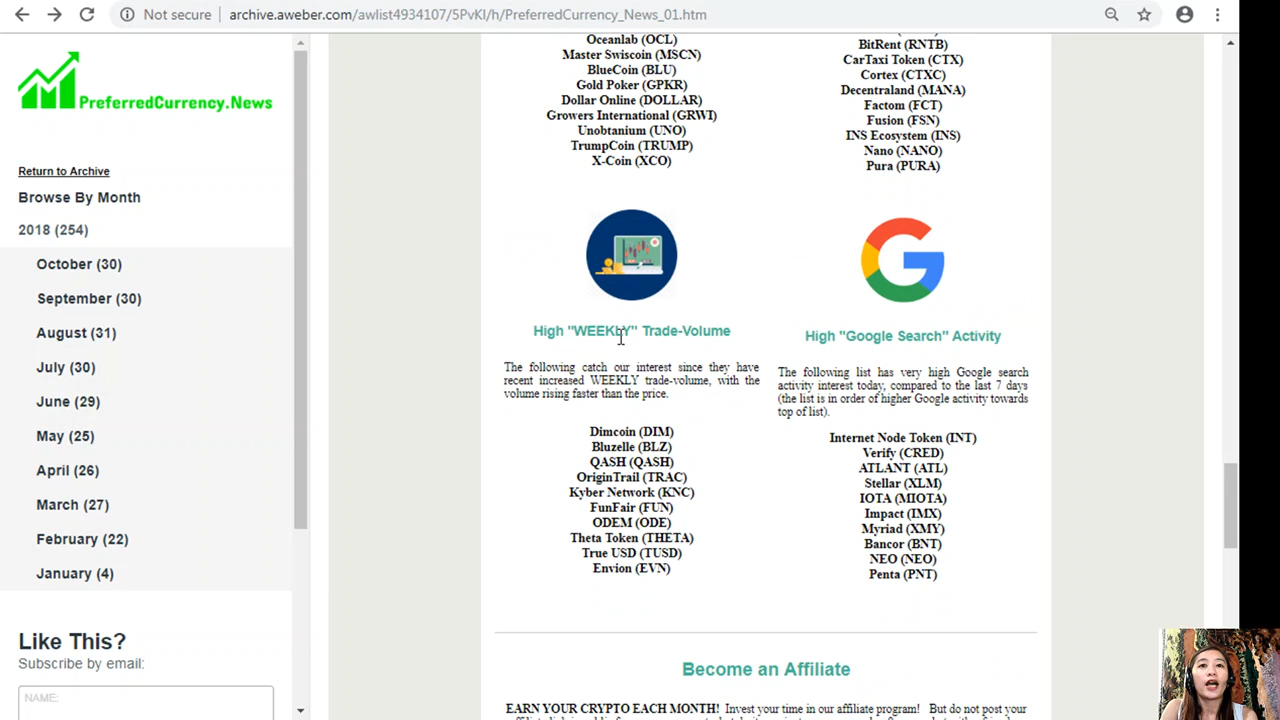 Not secure | archive.aweber.com/awlist4934107/5PvKl/h/PreferredCurrency_News_01.htm
PreferredCurrency.News
Return to Archive
Browse By Month
2018 (254)
October (30)
September (30)
August (31)
July (30)
June (29)
May (25)
April (26)
March (27)
February (22)
January (4)
Like This?
Subscribe by email:
NAME:
Oceanlab (OCL)
Master Swiscoin (MSCN)
BlueCoin (BLU)
Gold Poker (GPKR)
Dollar Online (DOLLAR)
Growers International (GRWI)
Unobtanium (UNO)
TrumpCoin (TRUMP)
X-Coin (XCO)
BitRent (RNTB)
CarTaxi Token (CTX)
Cortex (CTXC)
Decentraland (MANA)
Factom (FCT)
Fusion (FSN)
INS Ecosystem (INS)
Nano (NANO)
Pura (PURA)
High "WEEKLY" Trade-Volume
The following catch our interest since they have
recent increased WEEKLY trade-volume, with the
volume rising faster than the price.
Dimcoin (DIM)
Bluzelle (BLZ)
QASH (QASH)
OriginTrail (TRAC)
Kyber Network (KNC)
FunFair (FUN)
ODEM (ODE)
Theta Token (THETA)
True USD (TUSD)
Envion (EVN)
High "Google Search" Activity
The following list has very high Google search
activity interest today, compared to the last 7 days
(the list is in order of higher Google activity towards
top of list).
Internet Node Token (INT)
Verify (CRED)
ATLANT (ATL)
Stellar (XLM)
IOTA (MIOTA)
Impact (IMX)
Myriad (XMY)
Bancor (BNT)
NEO (NEO)
Penta (PNT)
Become an Affiliate
EARN YOUR CRYPTO EACH MONTH! Invest your time in our affiliate program! But do not post your